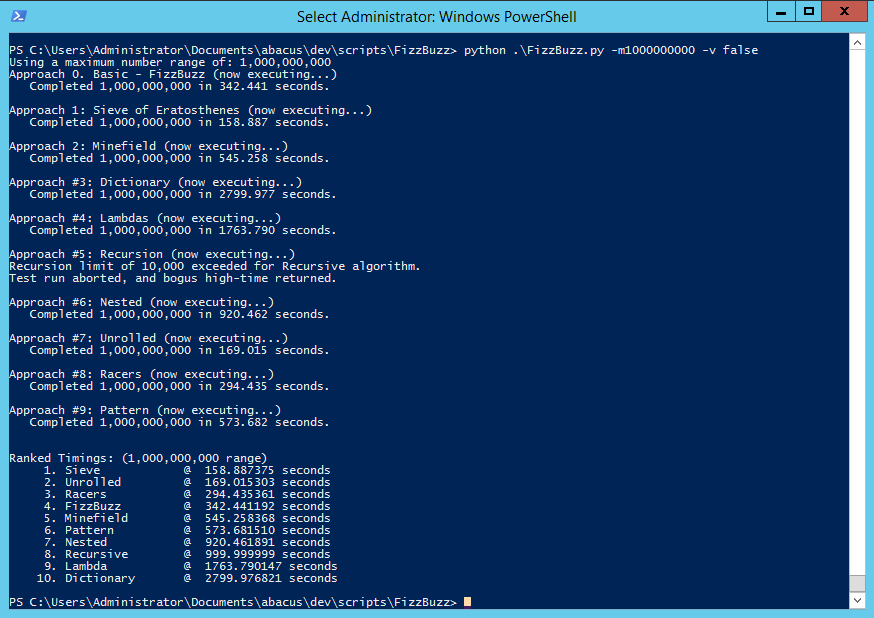 Select Administrator: Windows PowerShell
PS C:\Users\Administrator\Documents\abacus\dev\scripts\FizzBuzz> python .\FizzBuzz.py -m1000000000 -v false
Using a maximum number range of: 1,000,000,000
Approach 0. Basic - FizzBuzz (now executing...)
Completed 1,000,000,000 in 342.441 seconds.
Approach 1: Sieve of Eratosthenes (now executing...)
Completed 1,000,000,000 in 158.887 seconds.
Approach 2: Minefield (now executing...)
Completed 1,000,000,000 in 545.258 seconds.
Approach #3: Dictionary (now executing...)
Completed 1,000,000,000 in 2799.977 seconds.
Approach #4: Lambdas (now executing...)
Completed 1,000,000,000 in 1763.790 seconds.
Approach #5: Recursion (now executing...)
Recursion limit of 10,000 exceeded for Recursive algorithm.
Test run aborted, and bogus high-time returned.
Approach #6: Nested (now executing...)
Completed 1,000,000,000 in 920.462 seconds.
Approach #7: Unrolled (now executing...)
Completed 1,000,000,000 in 169.015 seconds.
Approach #8: Racers (now executing...)
Completed 1,000,000,000 in 294.435 seconds.
Approach #9: Pattern (now executing...)
Completed 1,000,000,000 in 573.682 seconds.
Ranked Timings: (1,000,000,000 range)
1. Sieve @ 158.887375 seconds
2. Unrolled @ 169.015303 seconds
3. Racers @ 294.435361 seconds
4. FizzBuzz @ 342.441192 seconds
5. Minefield @ 545.258368 seconds
6. Pattern @ 573.681510 seconds
7. Nested @ 920.461891 seconds
8. Recursive @ 999.999999 seconds
9. Lambda @ 1763.790147 seconds
10. Dictionary @ 2799.976821 seconds
PS C:\Users\Administrator\Documents\abacus\dev\scripts\FizzBuzz>